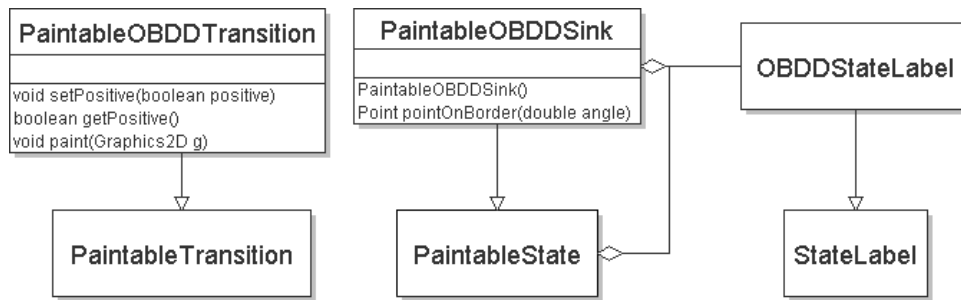 PaintableOBDDTransition
void setPositive(boolean positive)
boolean getPositive()
void paint(Graphics2D g)
PaintableOBDDSink
PaintableOBDDSink()
Point pointOnBorder(double angle)
OBDDStateLabel
PaintableTransition
PaintableState
StateLabel